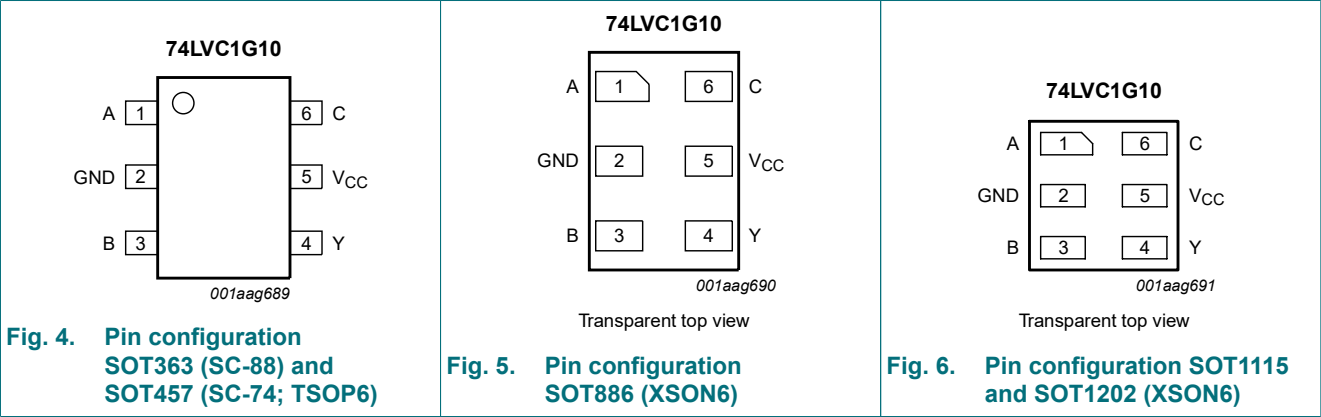 74LVC1G10
A 1 6 C
GND 2 5 VCC
B 3 4 Y
001aag689
Fig. 4. Pin configuration
SOT363 (SC-88) and
SOT457 (SC-74; TSOP6)
74LVC1G10
A 1 6 C
GND 2 5 VCC
B 3 4 Y
001aag690
Transparent top view
Fig. 5. Pin configuration
SOT886 (XSON6)
74LVC1G10
A 1 6 C
GND 2 5 VCC
B 3 4 Y
001aag691
Transparent top view
Fig. 6. Pin configuration SOT1115
and SOT1202 (XSON6)